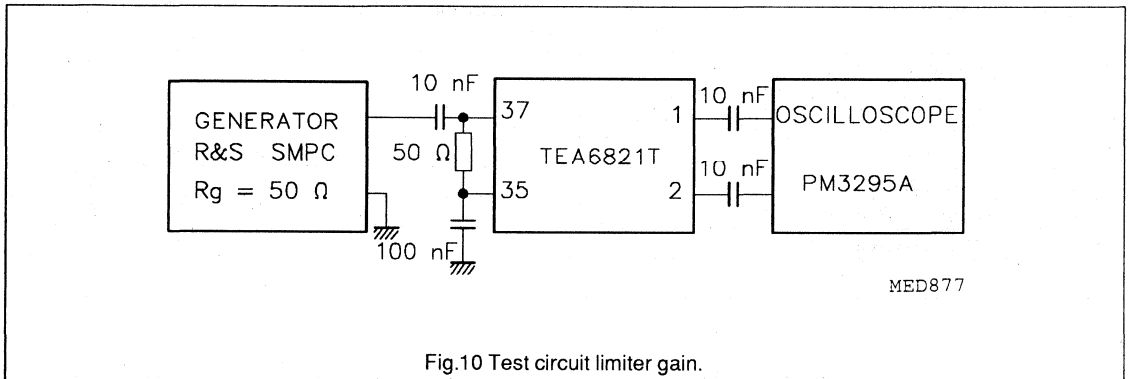 10 nF
GENERATOR
R&S SMPC
Rg = 50 Ω
50 Ω
37
35
100 nF
TEA6821T
1
2
10 nF
10 nF
OSCILLOSCOPE
PM3295A
MED877
Fig.10 Test circuit limiter gain.